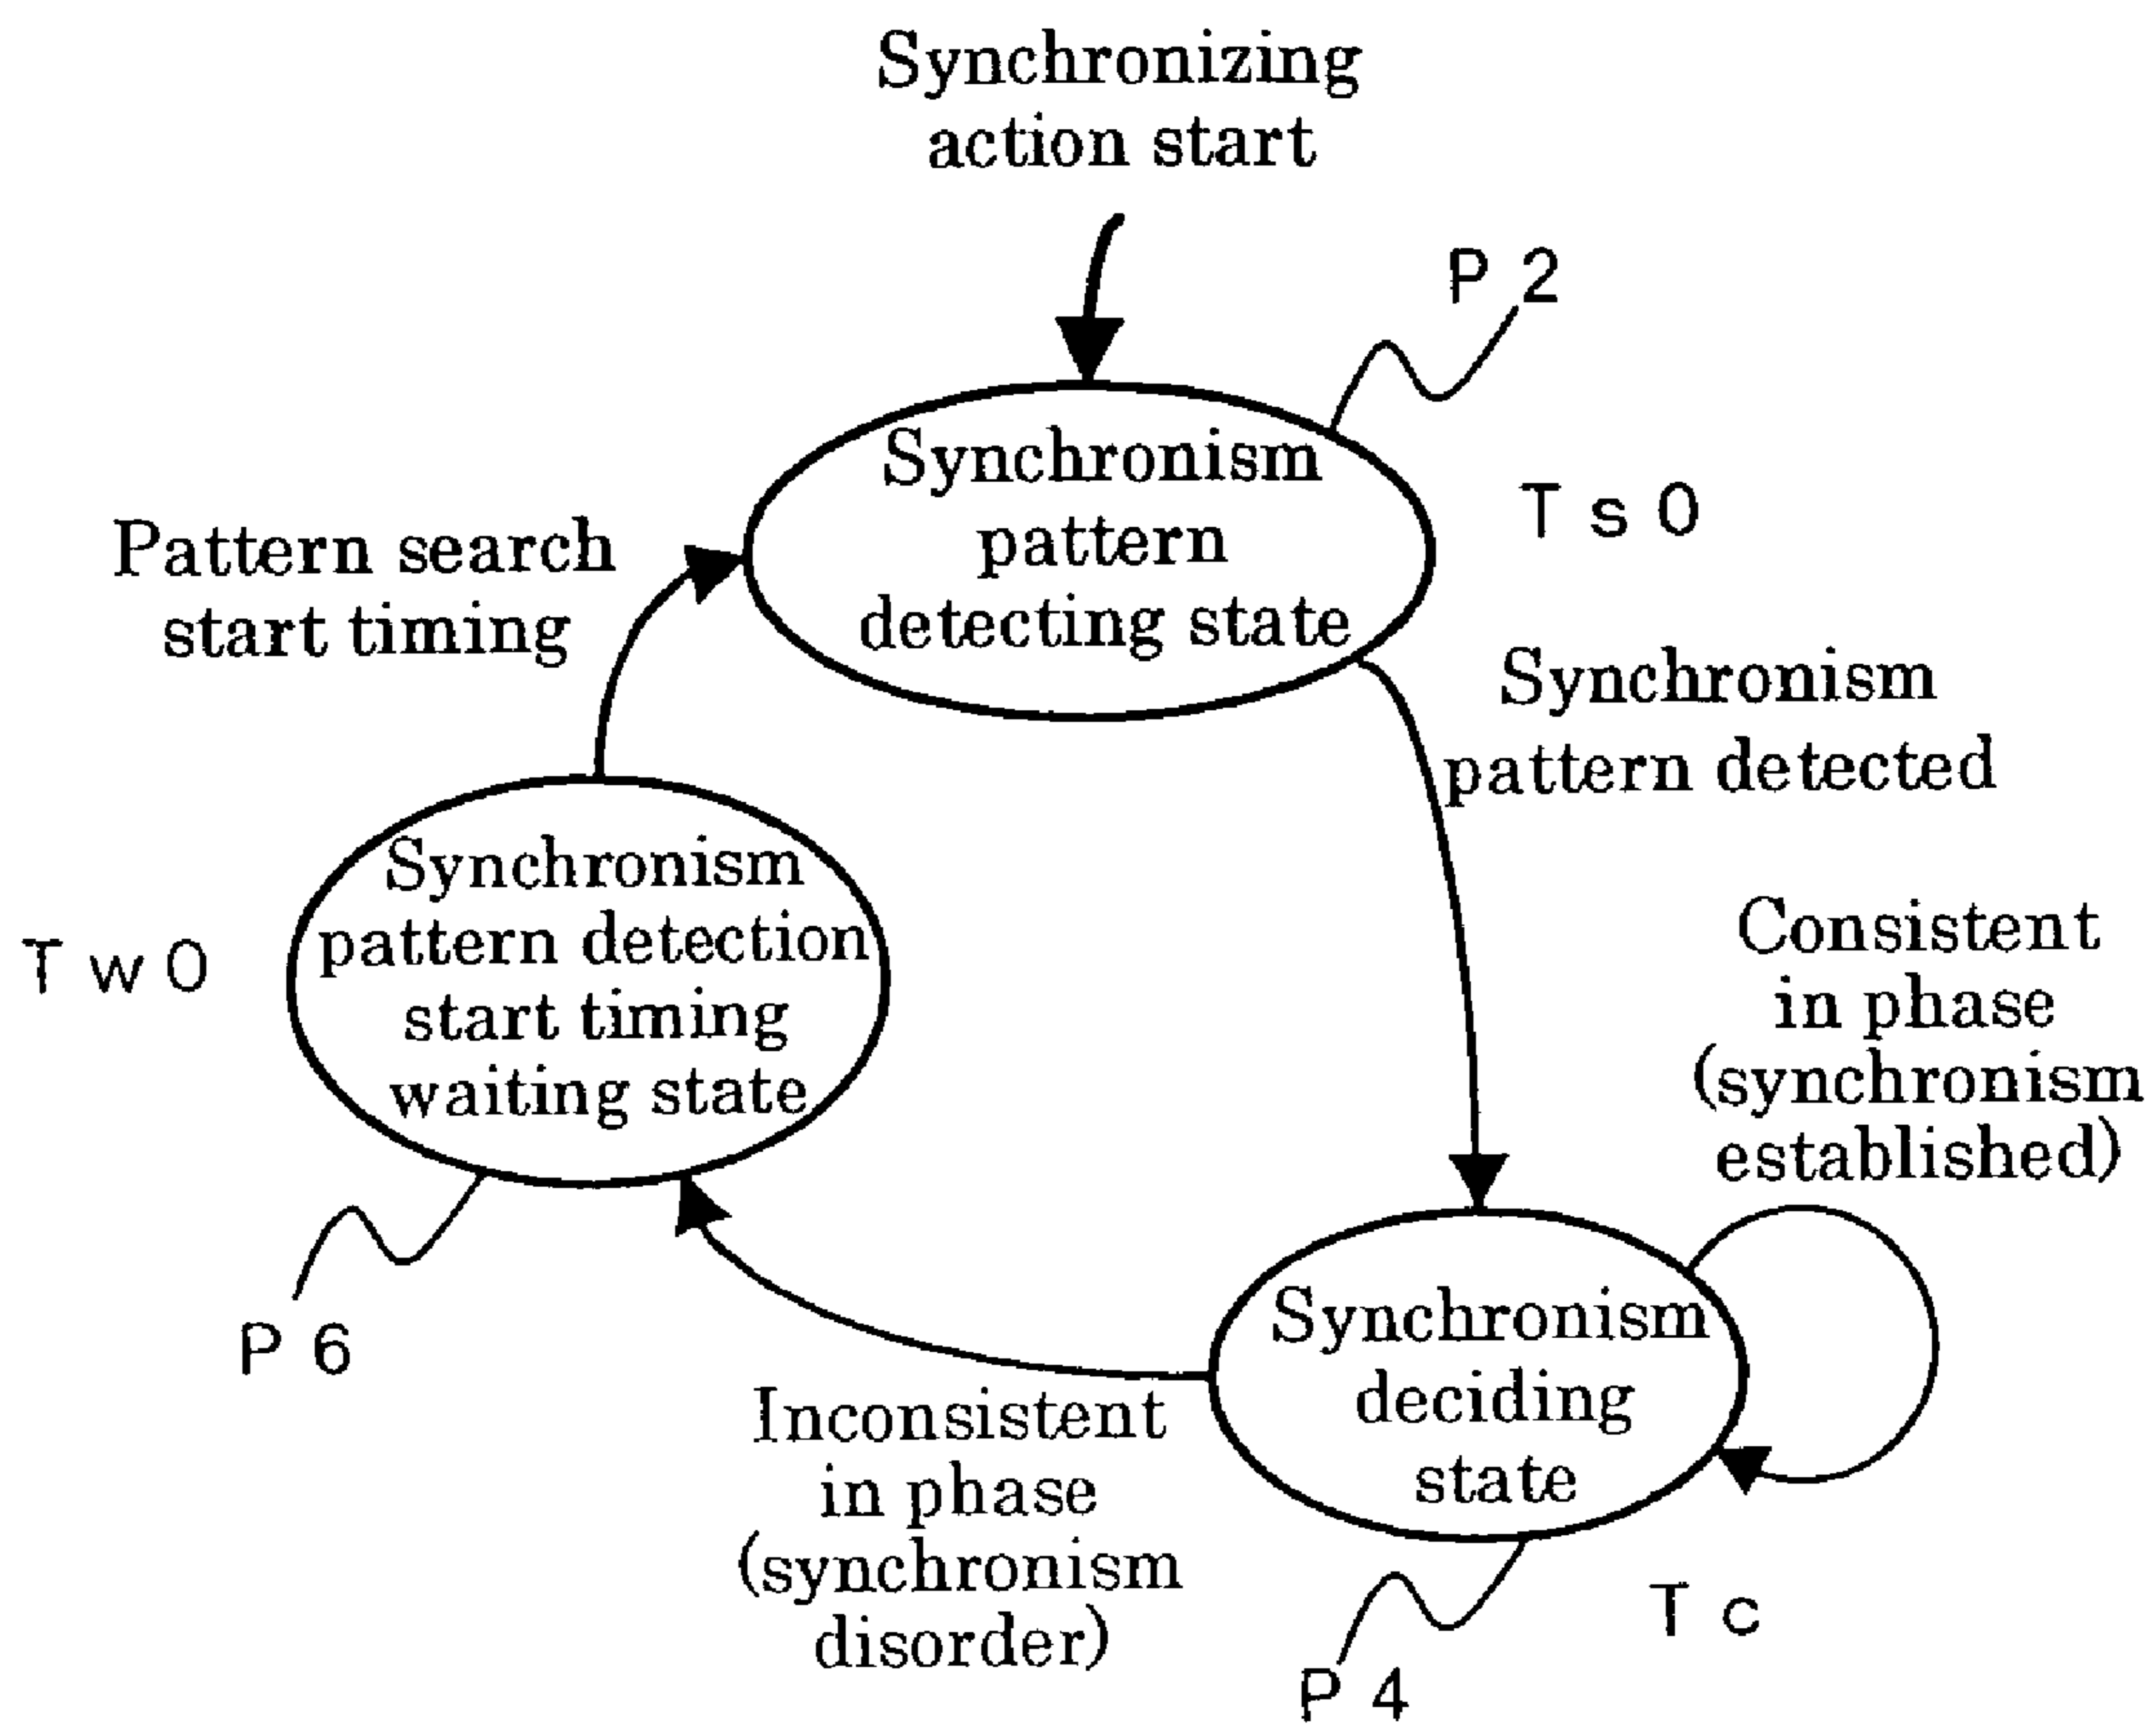 Synchronizing
action start
P 2
Synchronism
pattern
detecting state
T s 0
Pattern search
start timing
Synchronism
pattern detected
Synchronism
pattern detection
start timing
waiting state
T w 0
Consistent
in phase
(synchronism
established)
P 6
Synchronism
deciding
state
Inconsistent
in phase
(synchronism
disorder)
T c
P 4